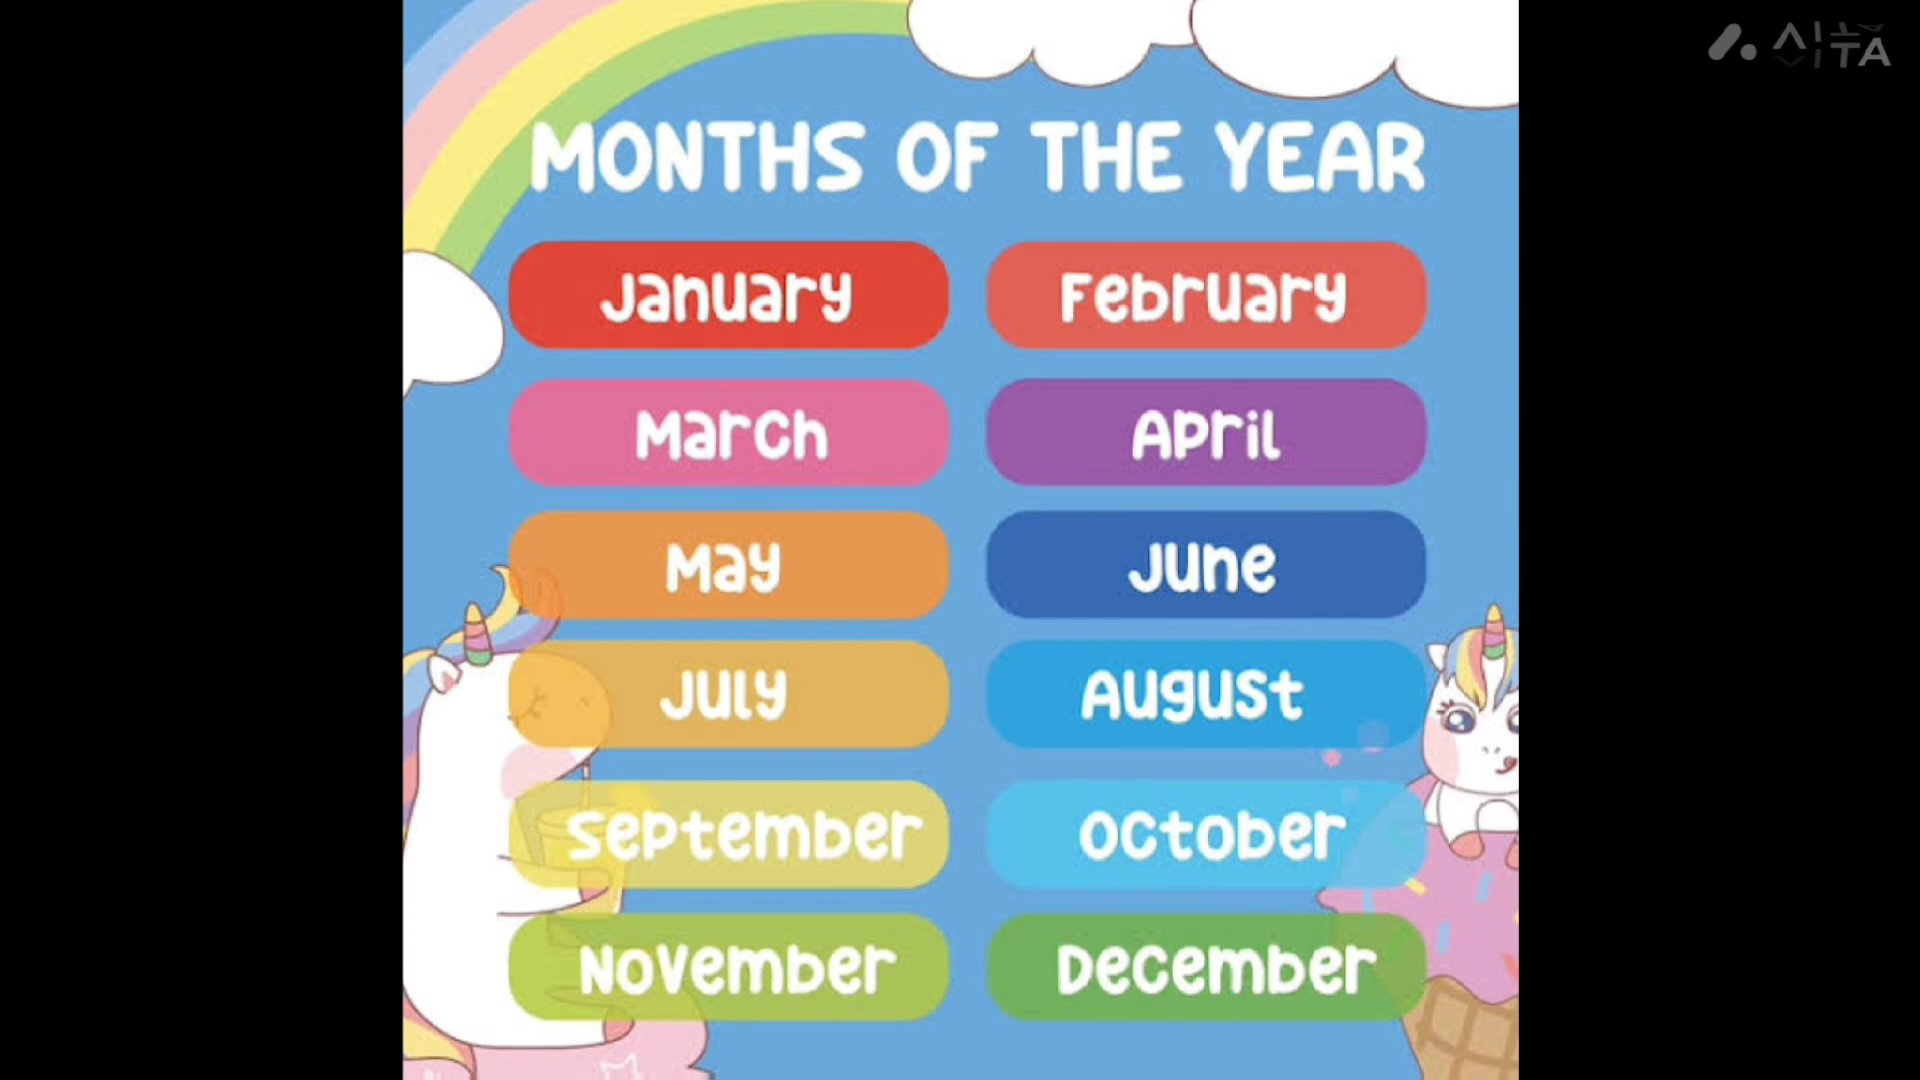 MONTHS OF THE YEAR
January
February
March
April
May
June
July
August
September
October
November
December